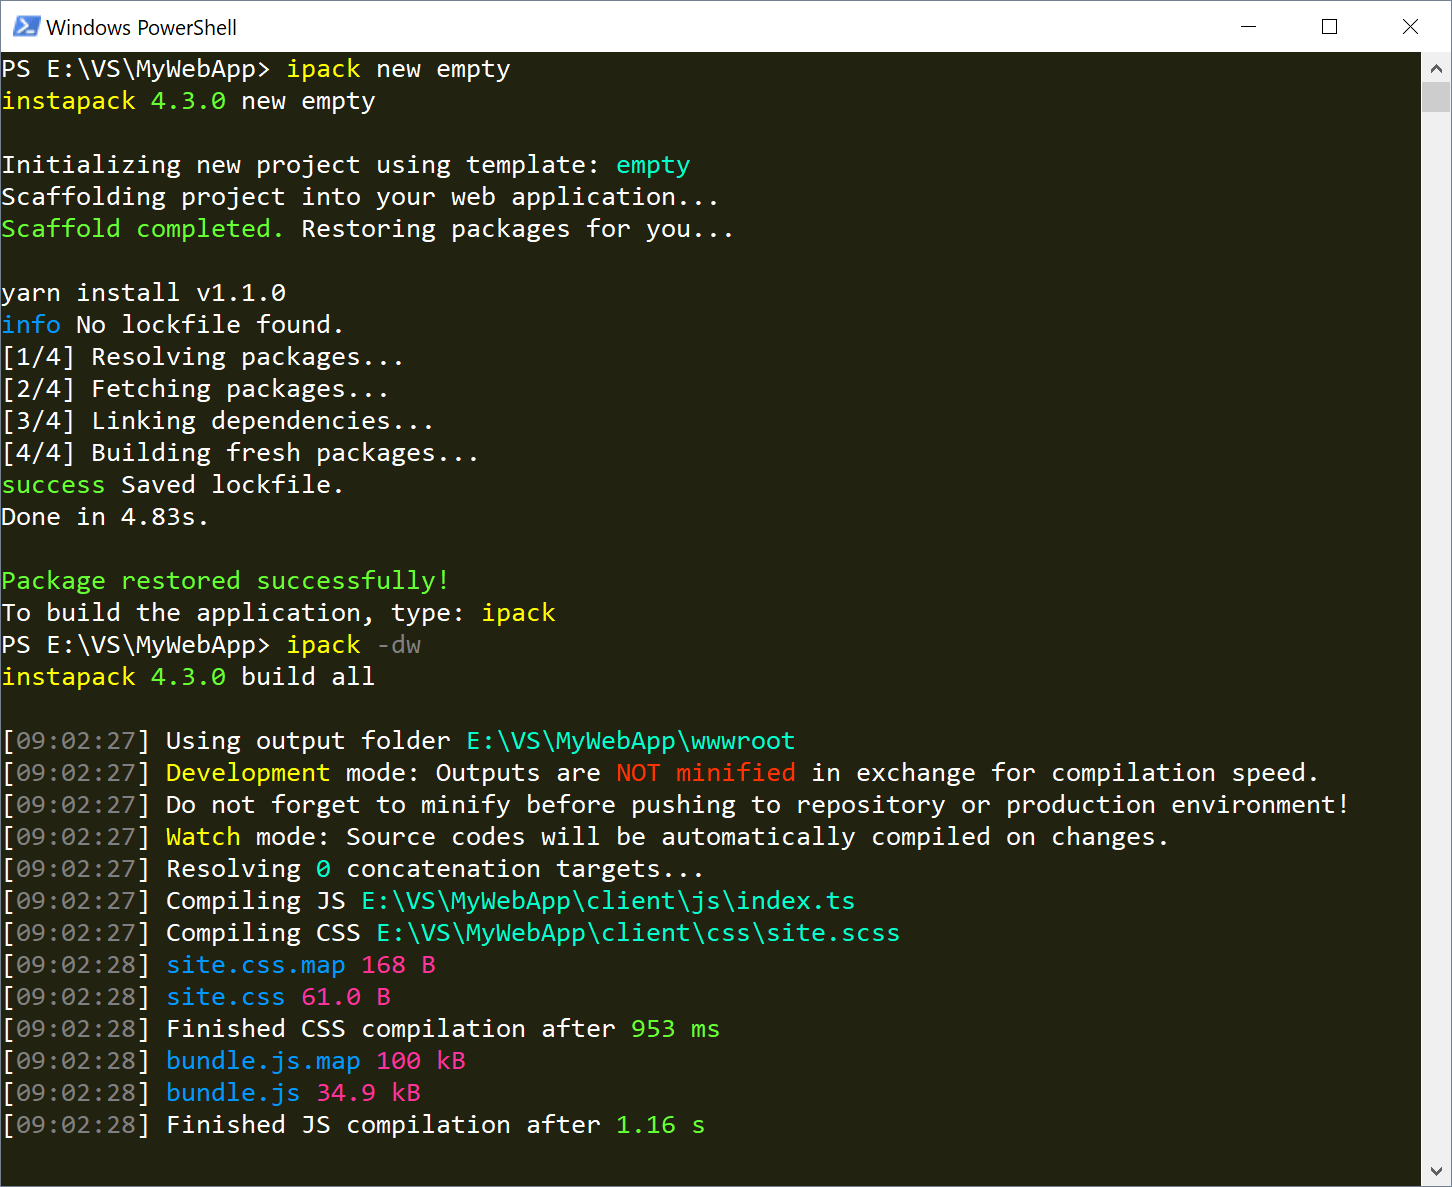 Windows PowerShell
PS E:\VS\MyWebApp> ipack new empty
instapack 4.3.0 new empty
Initializing new project using template: empty
Scaffolding project into your web application...
Scaffold completed. Restoring packages for you...
yarn install v1.1.0
info No lockfile found.
[1/4] Resolving packages...
[2/4] Fetching packages...
[3/4] Linking dependencies...
[4/4] Building fresh packages...
success Saved lockfile.
Done in 4.83s.
Package restored successfully!
To build the application, type: ipack
PS E:\VS\MyWebApp> ipack -dw
instapack 4.3.0 build all
[09:02:27] Using output folder E:\VS\MyWebApp\wwwroot
[09:02:27] Development mode: Outputs are NOT minified in exchange for compilation speed.
[09:02:27] Do not forget to minify before pushing to repository or production environment!
[09:02:27] Watch mode: Source codes will be automatically compiled on changes.
[09:02:27] Resolving 0 concatenation targets...
[09:02:27] Compiling JS E:\VS\MyWebApp\client\js\index.ts
[09:02:27] Compiling CSS E:\VS\MyWebApp\client\css\site.scss
[09:02:28] site.css.map 168 B
[09:02:28] site.css 61.0 B
[09:02:28] Finished CSS compilation after 953 ms
[09:02:28] bundle.js.map 100 kB
[09:02:28] bundle.js 34.9 kB
[09:02:28] Finished JS compilation after 1.16 s